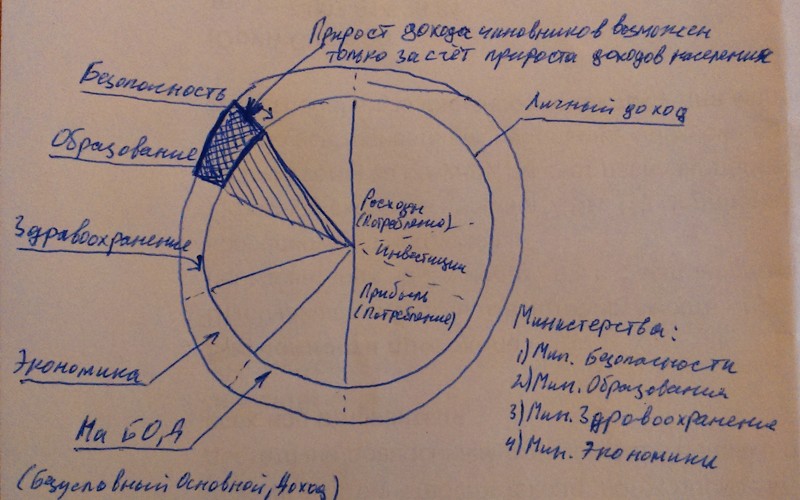 Прирост дохода чиновников возможен
только за счёт прироста доходов населения
Безопасность
Образование
Здравоохранение
Экономика
На БОД
(Безусловный Основной, Доход)
Личный доход
Расходы
(Потребление)
Инвестиции
Прибыль
(Потребление)
Министерства:
1) Мин. Безопасности
2) Мин. Образования
3) Мин. Здравоохранение
4) Мин. Экономики